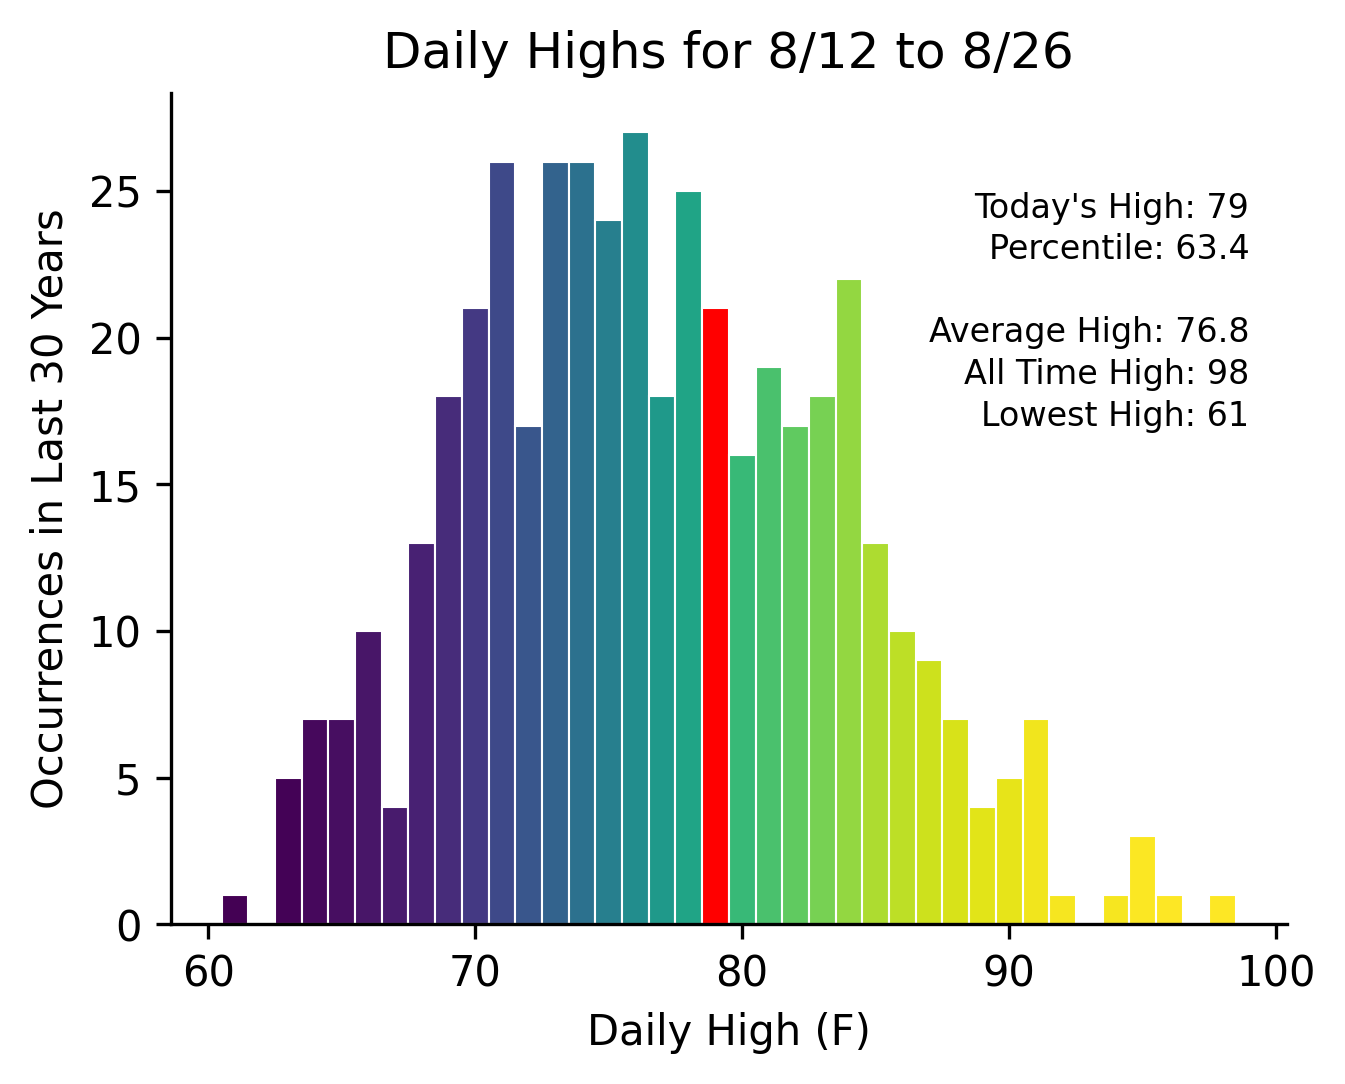 Daily Highs for 8/12 to 8/26
Occurrences in Last 30 Years
25
20
15
10
5
0
Today's High: 79
Percentile: 63.4
Average High: 76.8
All Time High: 98
Lowest High: 61
60 70 80 90 100
Daily High (F)